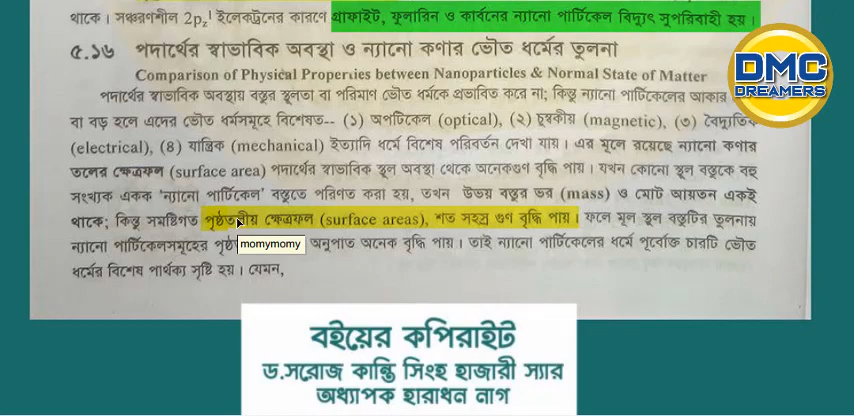 থাকে। সঞ্চরণশীল 2pz¹ ইলেকট্রনের কারণে গ্রাফাইট, ফুলারিন ও কার্বনের ন্যানো পার্টিকেল বিদ্যুৎ সুপরিবাহী হয়।
৫.১৬ পদার্থের স্বাভাবিক অবস্থা ও ন্যানো কণার ভৌত ধর্মের তুলনা
Comparison of Physical Properties between Nanoparticles & Normal State of Matter
DMC
DREAMERS
পদার্থের স্বাভাবিক অবস্থায় বস্তুর স্থূলতা বা পরিমাণ ভৌত ধর্মকে প্রভাবিত করে না; কিন্তু ন্যানো পার্টিকেলের আকার
বা বড় হলে এদের ভৌত ধর্মসমূহে বিশেষত-- (১) অপটিকেল (optical), (২) চুম্বকীয় (magnetic), (৩) বৈদ্যুতিক
(electrical), (৪) যান্ত্রিক (mechanical) ইত্যাদি ধর্মে বিশেষ পরিবর্তন দেখা যায়। এর মূলে রয়েছে ন্যানো কণার
তলের ক্ষেত্রফল (surface area) পদার্থের স্বাভাবিক স্থূল অবস্থা থেকে অনেকগুণ বৃদ্ধি পায়। যখন কোনো স্থূল বস্তুকে বহু
সংখ্যক একক ‘ন্যানো পার্টিকেল’ বস্তুতে পরিণত করা হয়, তখন উভয় বস্তুর ভর (mass) ও মোট আয়তন একই
থাকে; কিন্তু সমষ্টিগত পৃষ্ঠতলীয় ক্ষেত্রফল (surface areas), শত সহস্র গুণ বৃদ্ধি পায়। ফলে মূল স্থূল বস্তুটির তুলনায়
ন্যানো পার্টিকেলসমূহের পৃষ্ঠ momymomy অনুপাত অনেক বৃদ্ধি পায়। তাই ন্যানো পার্টিকেলের ধর্মে পূর্বোক্ত চারটি ভৌত
ধর্মের বিশেষ পার্থক্য সৃষ্টি হয়। যেমন,
বইয়ের কপিরাইট
ড.সরোজ কান্তি সিংহ হাজারী স্যার
অধ্যাপক হারাধন নাগ